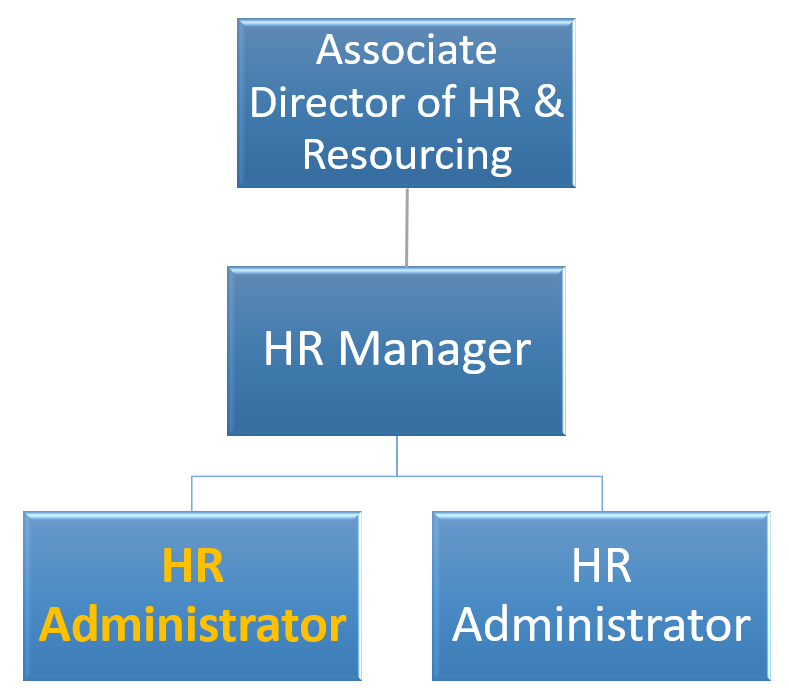 Associate
Director of HR &
Resourcing
HR Manager
HR
Administrator
HR
Administrator